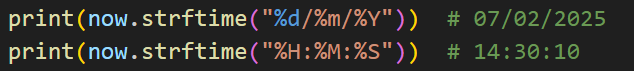 print(now.strftime("%d/%m/%Y"))  # 07/02/2025
print(now.strftime("%H:%M:%S"))  # 14:30:10